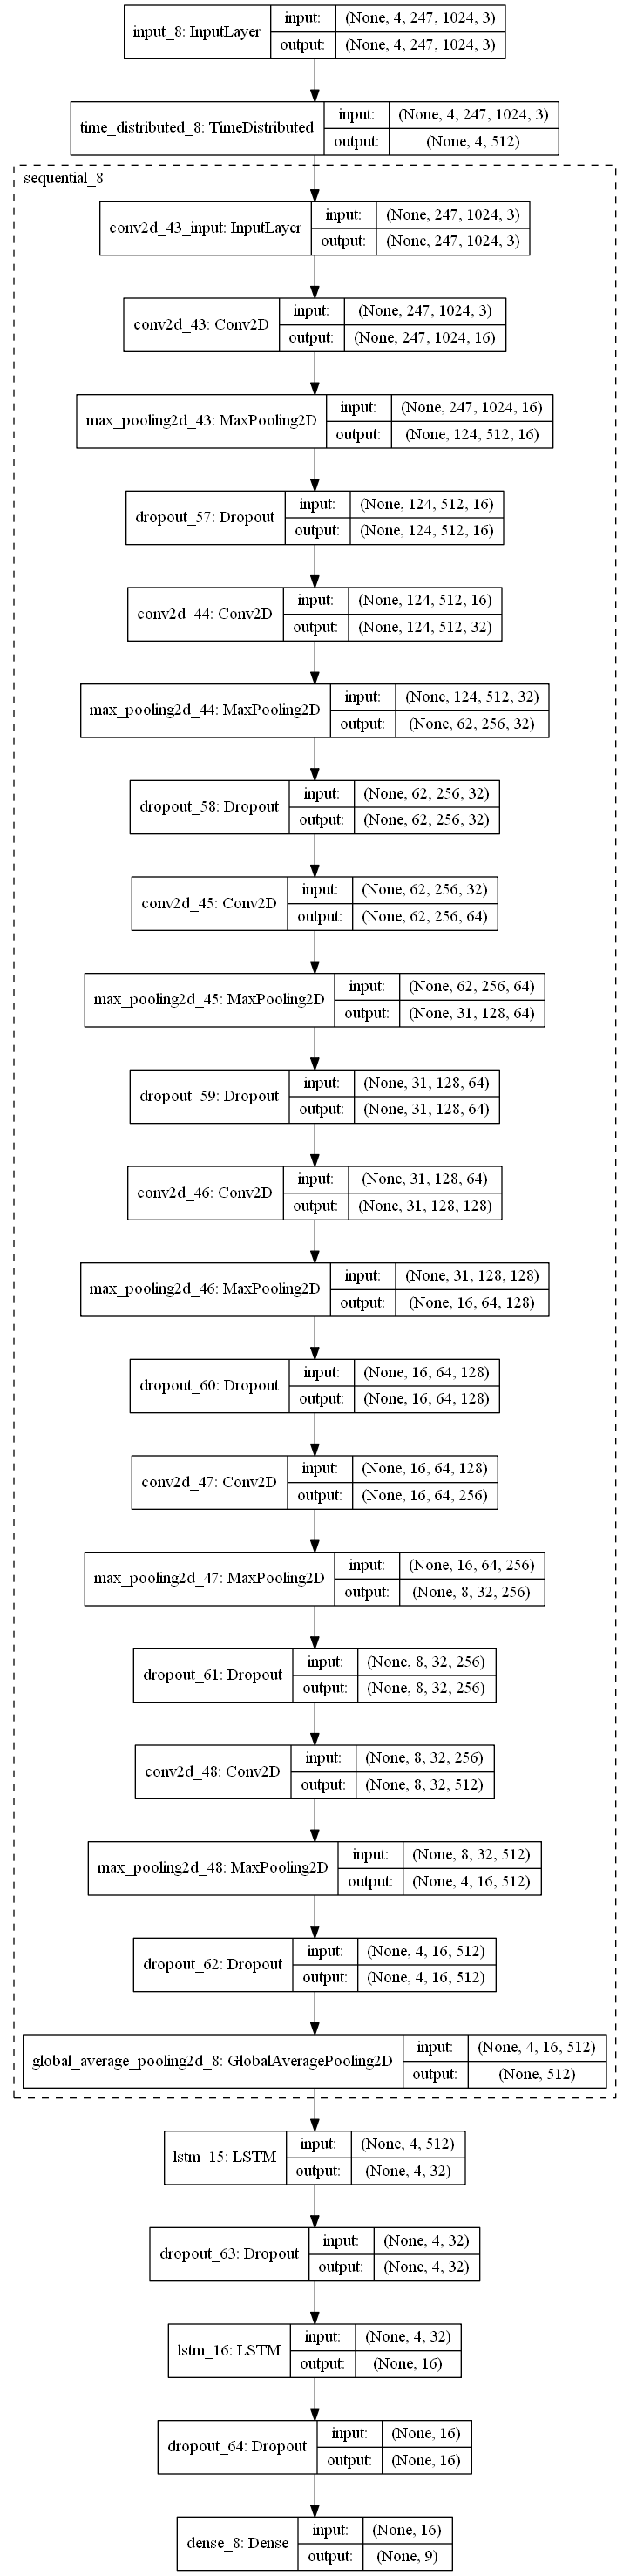 input_8: InputLayer
input: (None, 4, 247, 1024, 3)
output: (None, 4, 247, 1024, 3)
time_distributed_8: TimeDistributed
input: (None, 4, 247, 1024, 3)
output: (None, 4, 512)
sequential_8
conv2d_43_input: InputLayer
input: (None, 247, 1024, 3)
output: (None, 247, 1024, 3)
conv2d_43: Conv2D
input: (None, 247, 1024, 3)
output: (None, 247, 1024, 16)
max_pooling2d_43: MaxPooling2D
input: (None, 247, 1024, 16)
output: (None, 124, 512, 16)
dropout_57: Dropout
input: (None, 124, 512, 16)
output: (None, 124, 512, 16)
conv2d_44: Conv2D
input: (None, 124, 512, 16)
output: (None, 124, 512, 32)
max_pooling2d_44: MaxPooling2D
input: (None, 124, 512, 32)
output: (None, 62, 256, 32)
dropout_58: Dropout
input: (None, 62, 256, 32)
output: (None, 62, 256, 32)
conv2d_45: Conv2D
input: (None, 62, 256, 32)
output: (None, 62, 256, 64)
max_pooling2d_45: MaxPooling2D
input: (None, 62, 256, 64)
output: (None, 31, 128, 64)
dropout_59: Dropout
input: (None, 31, 128, 64)
output: (None, 31, 128, 64)
conv2d_46: Conv2D
input: (None, 31, 128, 64)
output: (None, 31, 128, 128)
max_pooling2d_46: MaxPooling2D
input: (None, 31, 128, 128)
output: (None, 16, 64, 128)
dropout_60: Dropout
input: (None, 16, 64, 128)
output: (None, 16, 64, 128)
conv2d_47: Conv2D
input: (None, 16, 64, 128)
output: (None, 16, 64, 256)
max_pooling2d_47: MaxPooling2D
input: (None, 16, 64, 256)
output: (None, 8, 32, 256)
dropout_61: Dropout
input: (None, 8, 32, 256)
output: (None, 8, 32, 256)
conv2d_48: Conv2D
input: (None, 8, 32, 256)
output: (None, 8, 32, 512)
max_pooling2d_48: MaxPooling2D
input: (None, 8, 32, 512)
output: (None, 4, 16, 512)
dropout_62: Dropout
input: (None, 4, 16, 512)
output: (None, 4, 16, 512)
global_average_pooling2d_8: GlobalAveragePooling2D
input: (None, 4, 16, 512)
output: (None, 512)
lstm_15: LSTM
input: (None, 4, 512)
output: (None, 4, 32)
dropout_63: Dropout
input: (None, 4, 32)
output: (None, 4, 32)
lstm_16: LSTM
input: (None, 4, 32)
output: (None, 16)
dropout_64: Dropout
input: (None, 16)
output: (None, 16)
dense_8: Dense
input: (None, 16)
output: (None, 9)